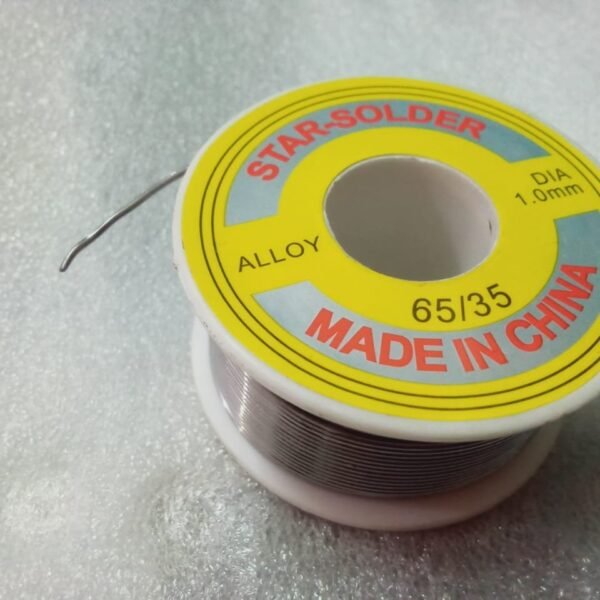 STAR-SOLDER
DIA
1.0mm
ALLOY
65/35
MADE IN CHINA